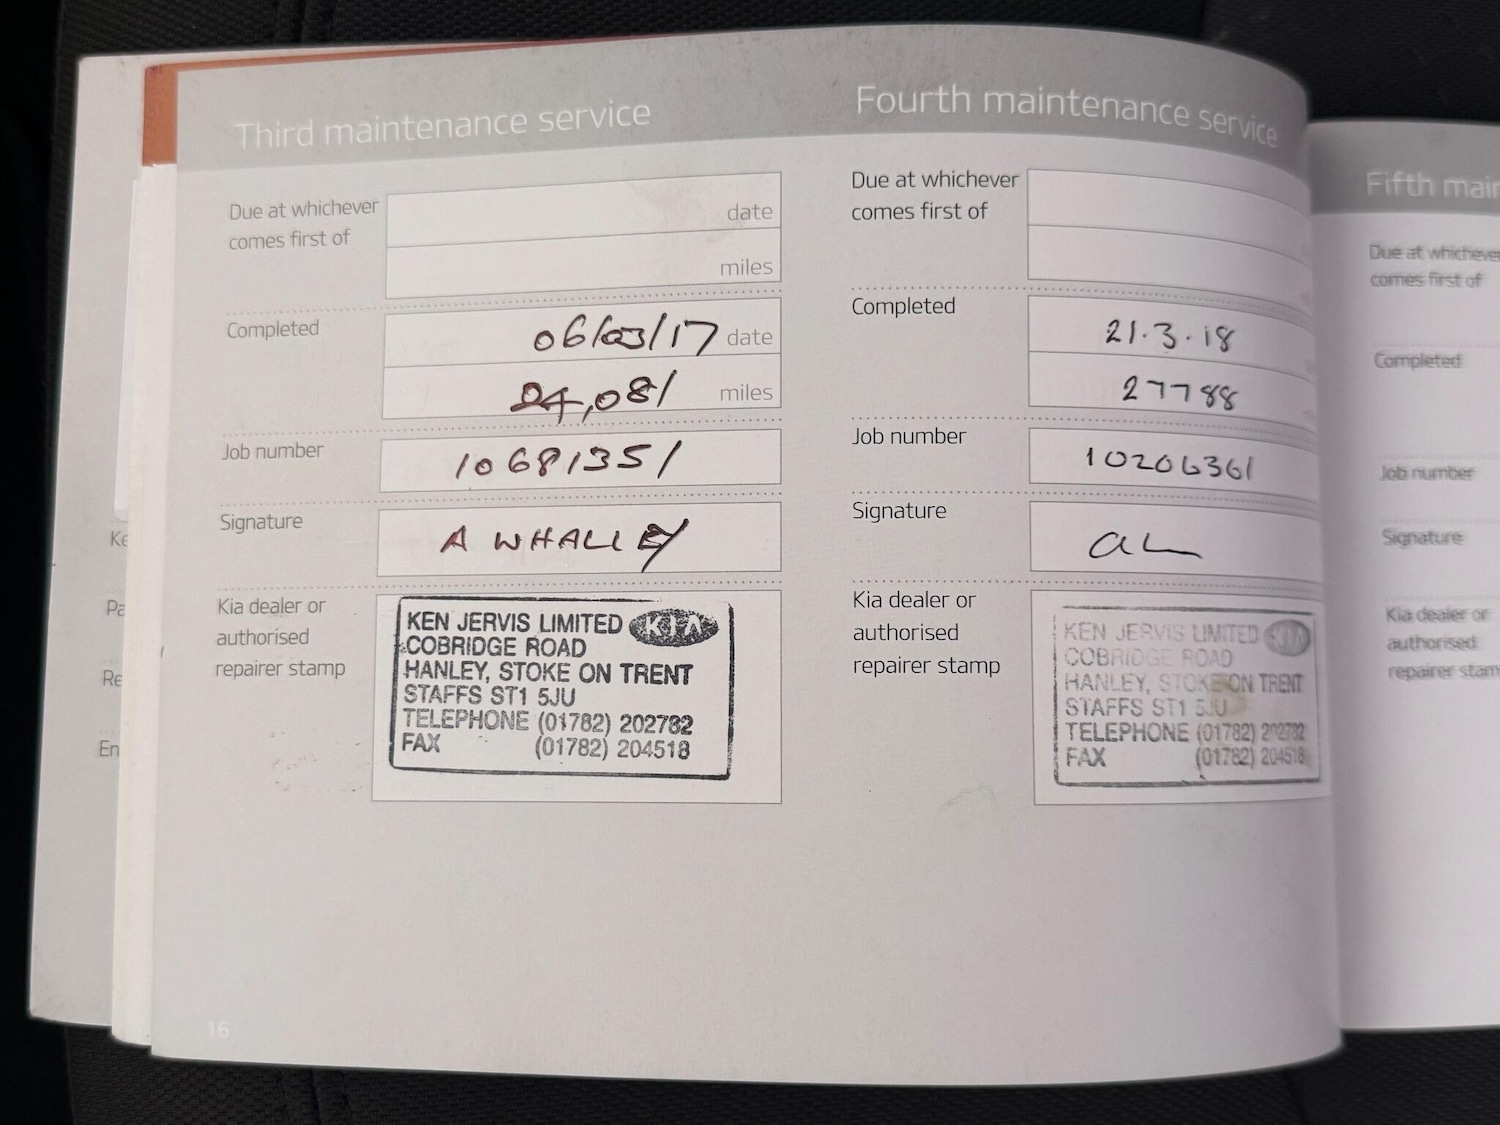 Third maintenance service
Due at whichever
comes first of
date
miles
Completed
06/03/17 date
24,081 miles
Job number
10681351
Signature
A WHALLEY
Kia dealer or
authorised
repairer stamp
KEN JERVIS LIMITED KIA
COBRIDGE ROAD
HANLEY, STOKE ON TRENT
STAFFS ST1 5JU
TELEPHONE (01782) 202782
FAX (01782) 204518
16
Fourth maintenance service
Due at whichever
comes first of
Completed
21.3.18
27788
Job number
10206361
Signature
Kia dealer or
authorised
repairer stamp
KEN JERVIS LIMITED KIA
COBRIDGE ROAD
HANLEY, STOKE ON TRENT
STAFFS ST1 5JU
TELEPHONE (01782) 202782
FAX (01782) 204518
Fifth
Due at whichever
comes first of
Completed
Job number
Signature
Kia dealer or
authorised
repairer stamp